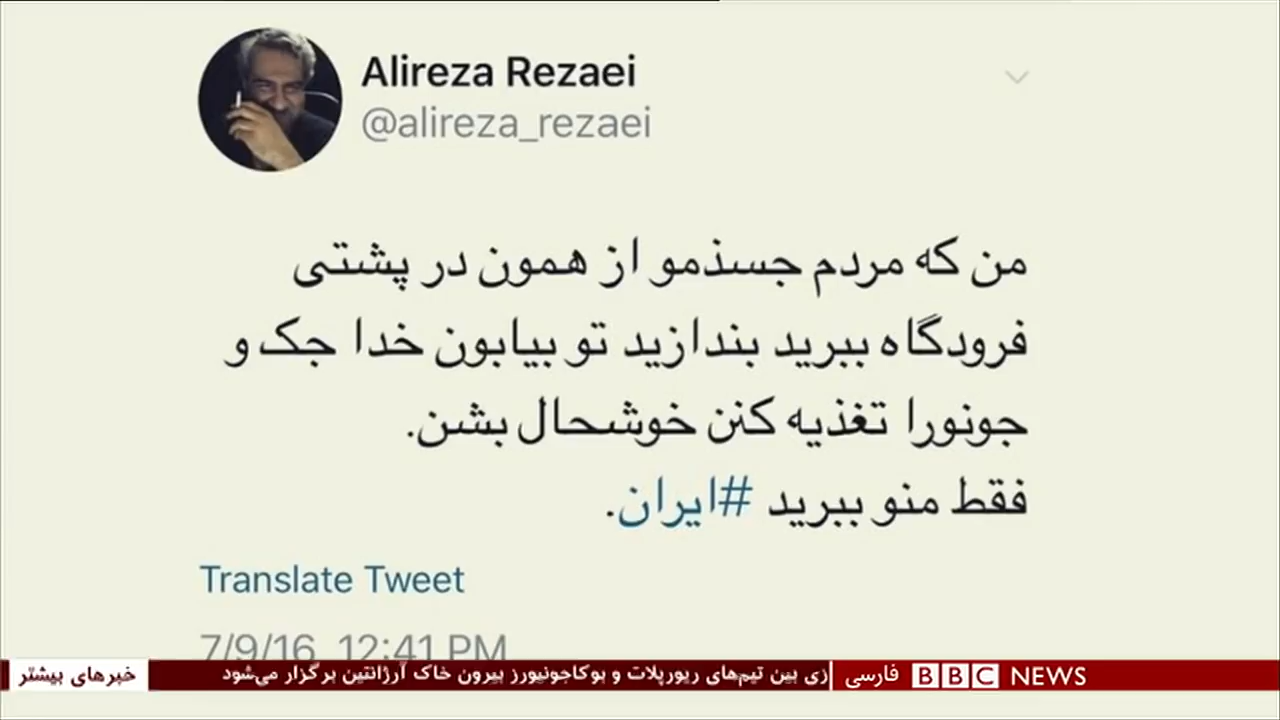 Alireza Rezaei
@alireza_rezaei
من که مردم جسذمو از همون در پشتی
فرودگاه ببرید بندازید تو بیابون خدا جک و
جونورا تغذیه کنن خوشحال بشن.
فقط منو ببرید #ایران.
Translate Tweet
7/9/16 12:41 PM
خبرهای بیشتر
زی بین تیم‌های ریورپلات و بوکاجونیورز بیرون خاک آرژانتین برگزار می‌شود
BBC NEWS فارسی